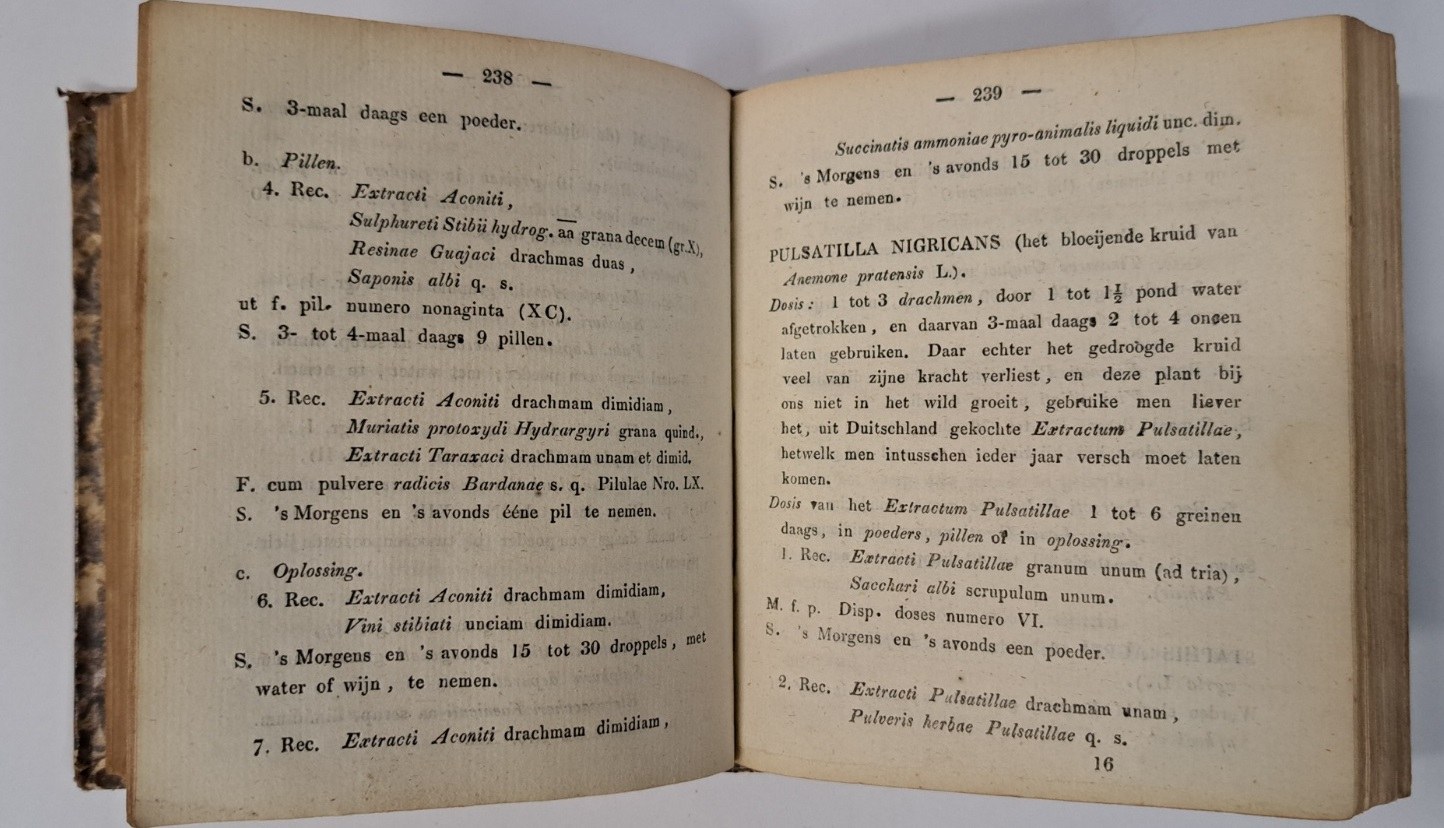 — 238 —
S. 3-maal daags een poeder.
b. Pillen.
4. Rec. Extracti Aconiti,
Sulphureti Stibii hydrog. aa grana decem (gr.X),
Resinae Guajaci drachmas duas,
Saponis albi q. s.
ut f. pil. numero nonaginta (XC).
S. 3- tot 4-maal daags 9 pillen.
5. Rec. Extracti Aconiti drachmam dimidiam,
Muriatis protoxydi Hydrargyri grana quind.,
Extracti Taraxaci drachmam unam et dimid.
F. cum pulvere radicis Bardanae s. q. Pilulae Nro. LX.
S. 's Morgens en 's avonds ééne pil te nemen.
c. Oplossing.
6. Rec. Extracti Aconiti drachmam dimidiam,
Vini stibiati unciam dimidiam.
S. 's Morgens en 's avonds 15 tot 30 droppels, met
water of wijn, te nemen.
7. Rec. Extracti Aconiti drachmam dimidiam,
— 239 —
Succinatis ammoniae pyro-animalis liquidi unc. dim.
S. 's Morgens en 's avonds 15 tot 30 droppels met
wijn te nemen.
PULSATILLA NIGRICANS (het bloeijende kruid van
Anemone pratensis L.).
Dosis: 1 tot 3 drachmen, door 1 tot 1½ pond water
afgetrokken, en daarvan 3-maal daags 2 tot 4 oncen
laten gebruiken. Daar echter het gedroogde kruid
veel van zijne kracht verliest, en deze plant bij
ons niet in het wild groeit, gebruike men liever
het, uit Duitschland gekochte Extractum Pulsatillae,
hetwelk men intusschen ieder jaar versch moet laten
komen.
Dosis van het Extractum Pulsatillae 1 tot 6 greinen
daags, in poeders, pillen of in oplossing.
1. Rec. Extracti Pulsatillae granum unum (ad tria),
Sacchari albi scrupulum unum.
M. f. p. Disp. doses numero VI.
S. 's Morgens en 's avonds een poeder.
2. Rec. Extracti Pulsatillae drachmam unam,
Pulveris herbae Pulsatillae q. s.
16